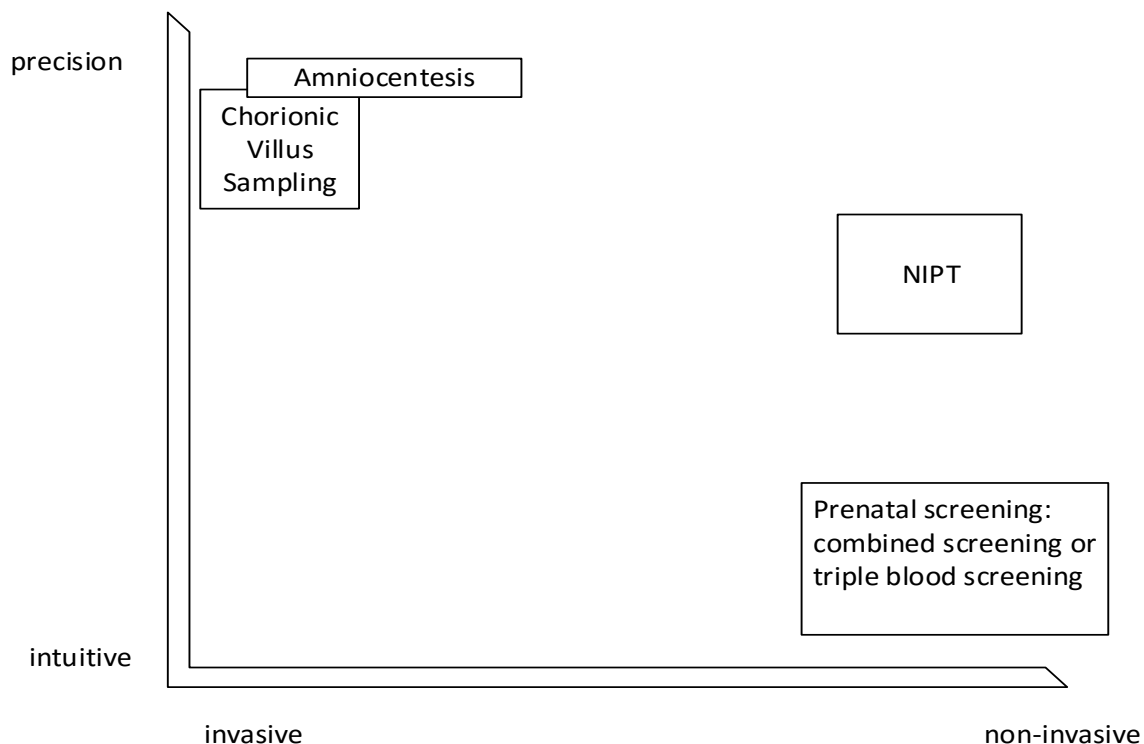 precision
Amniocentesis
Chorionic
Villus
Sampling
NIPT
Prenatal screening:
combined screening or
triple blood screening
intuitive
invasive
non-invasive